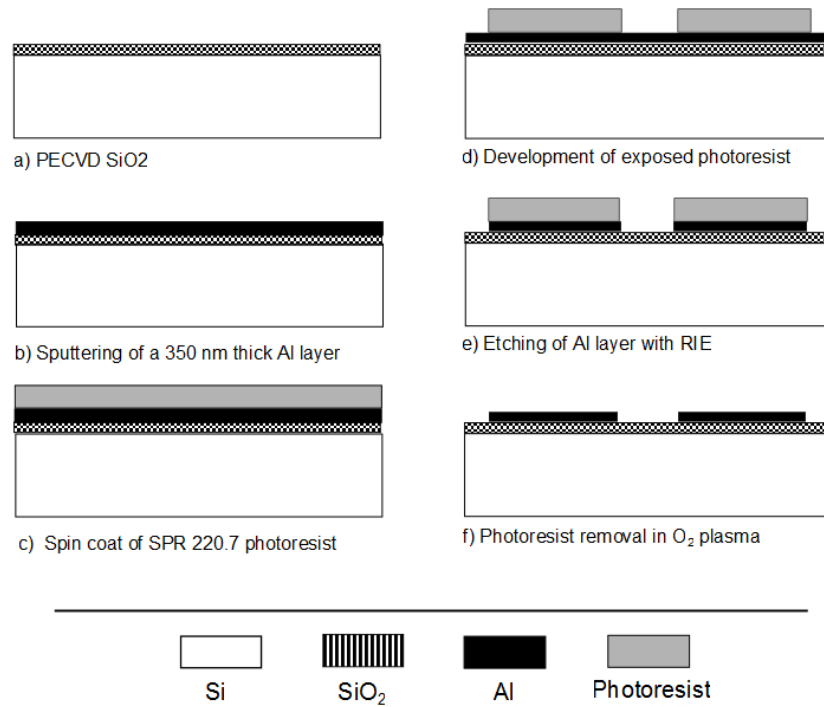 a) PECVD SiO2
b) Sputtering of a 350 nm thick Al layer
c) Spin coat of SPR 220.7 photoresist
d) Development of exposed photoresist
e) Etching of Al layer with RIE
f) Photoresist removal in O₂ plasma
Si
SiO₂
Al
Photoresist